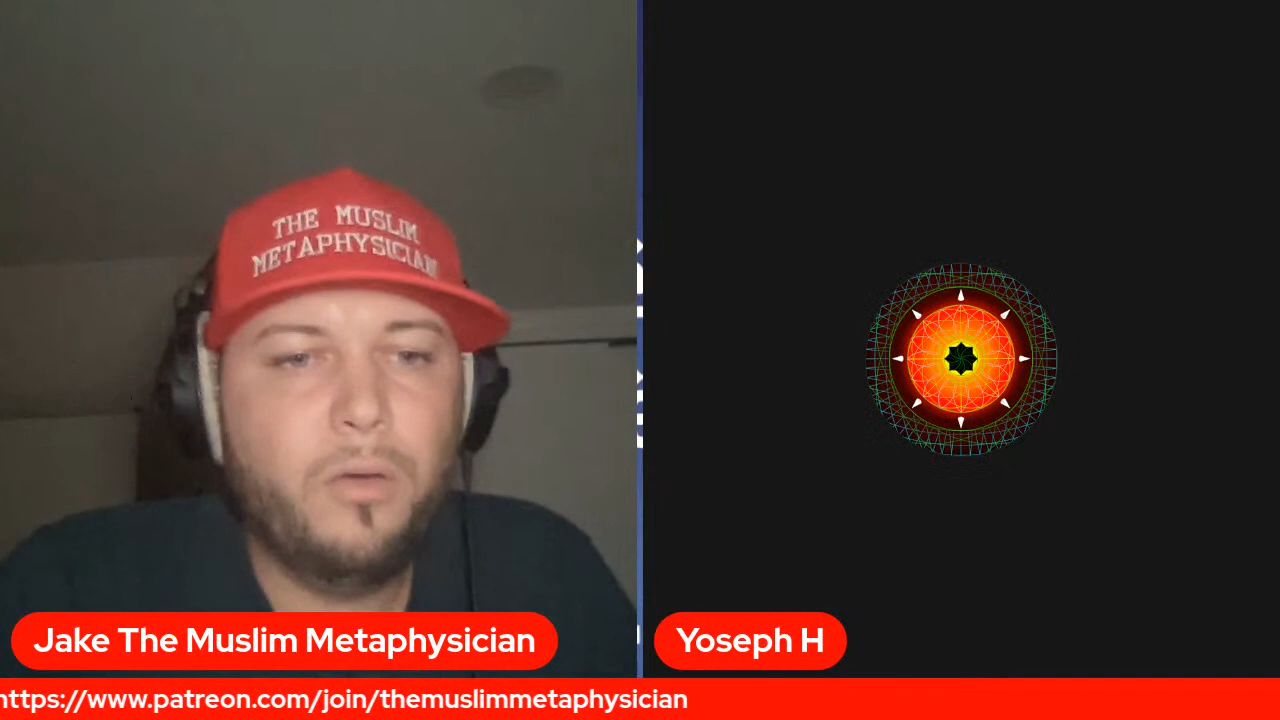 THE MUSLIM
METAPHYSICIAN
Jake The Muslim Metaphysician
Yoseph H
https://www.patreon.com/join/themuslimmetaphysician